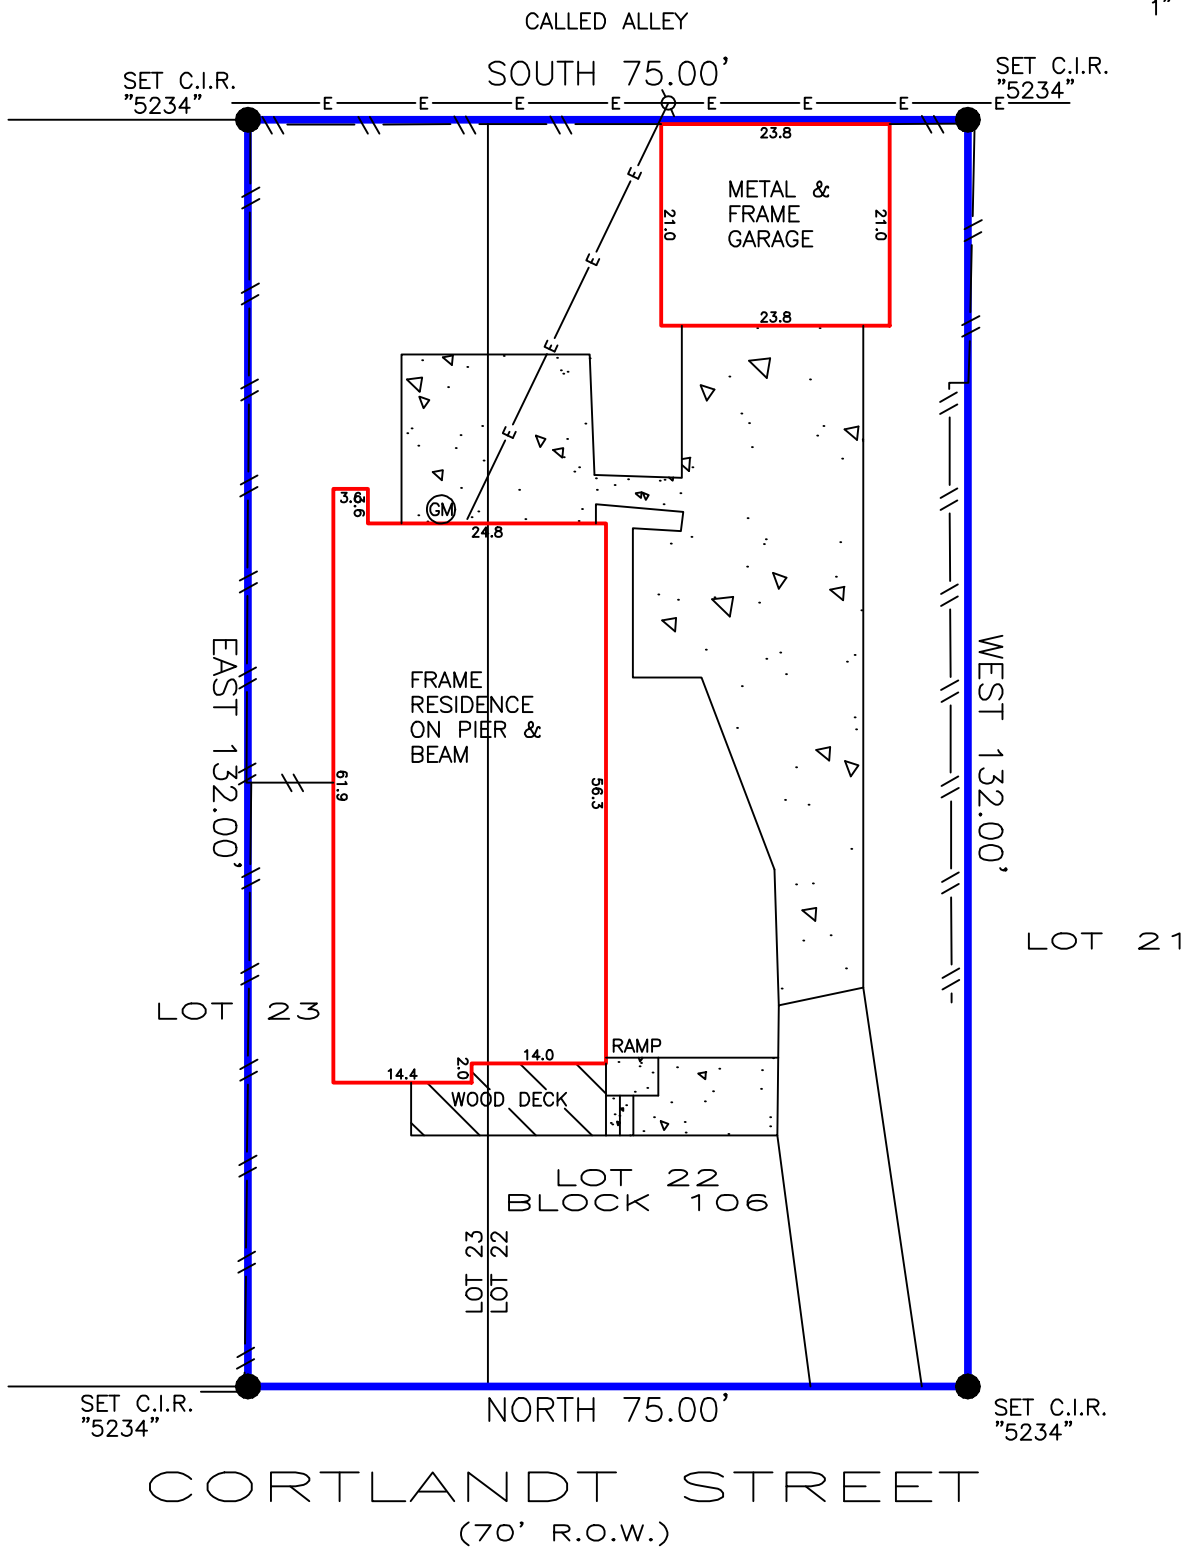 1"
CALLED ALLEY
SOUTH 75.00'
SET C.I.R.
"5234"
SET C.I.R.
"5234"
E E E E E E E E
23.8
METAL &
FRAME
GARAGE
21.0
21.0
23.8
E
E
E
E
3.6
3.6
GM
24.8
EAST 132.00'
WEST 132.00'
FRAME
RESIDENCE
ON PIER &
BEAM
61.9
56.3
LOT 21
LOT 23
RAMP
14.0
2.0
14.4
WOOD DECK
LOT 22
BLOCK 106
LOT 23
LOT 22
NORTH 75.00'
SET C.I.R.
"5234"
SET C.I.R.
"5234"
CORTLANDT STREET
(70' R.O.W.)